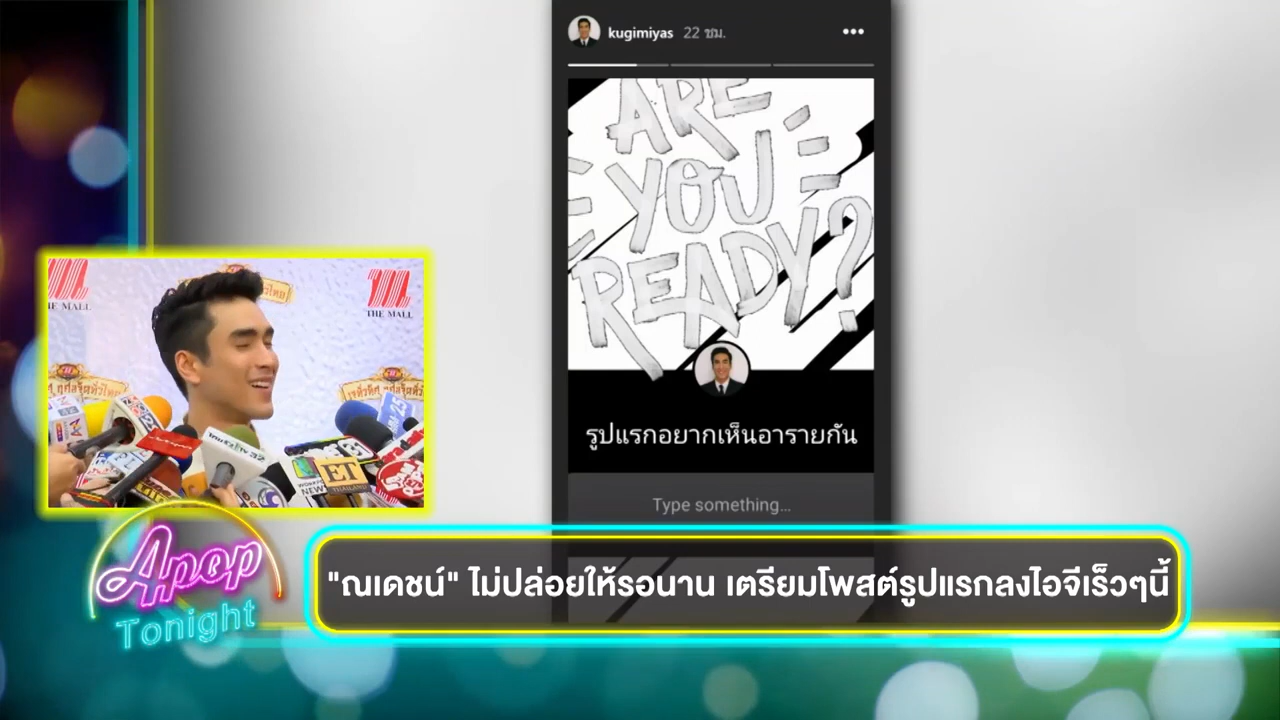 kugimiyas 22 ชม.
ARE
YOU
READY?
รูปแรกอยากเห็นอารายกัน
Type something...
THE MALL
THE MALL
NEW
ET
THAILAND
Apop
Tonight
"ณเดชน์" ไม่ปล่อยให้รอนาน เตรียมโพสต์รูปแรกลงไอจีเร็วๆนี้